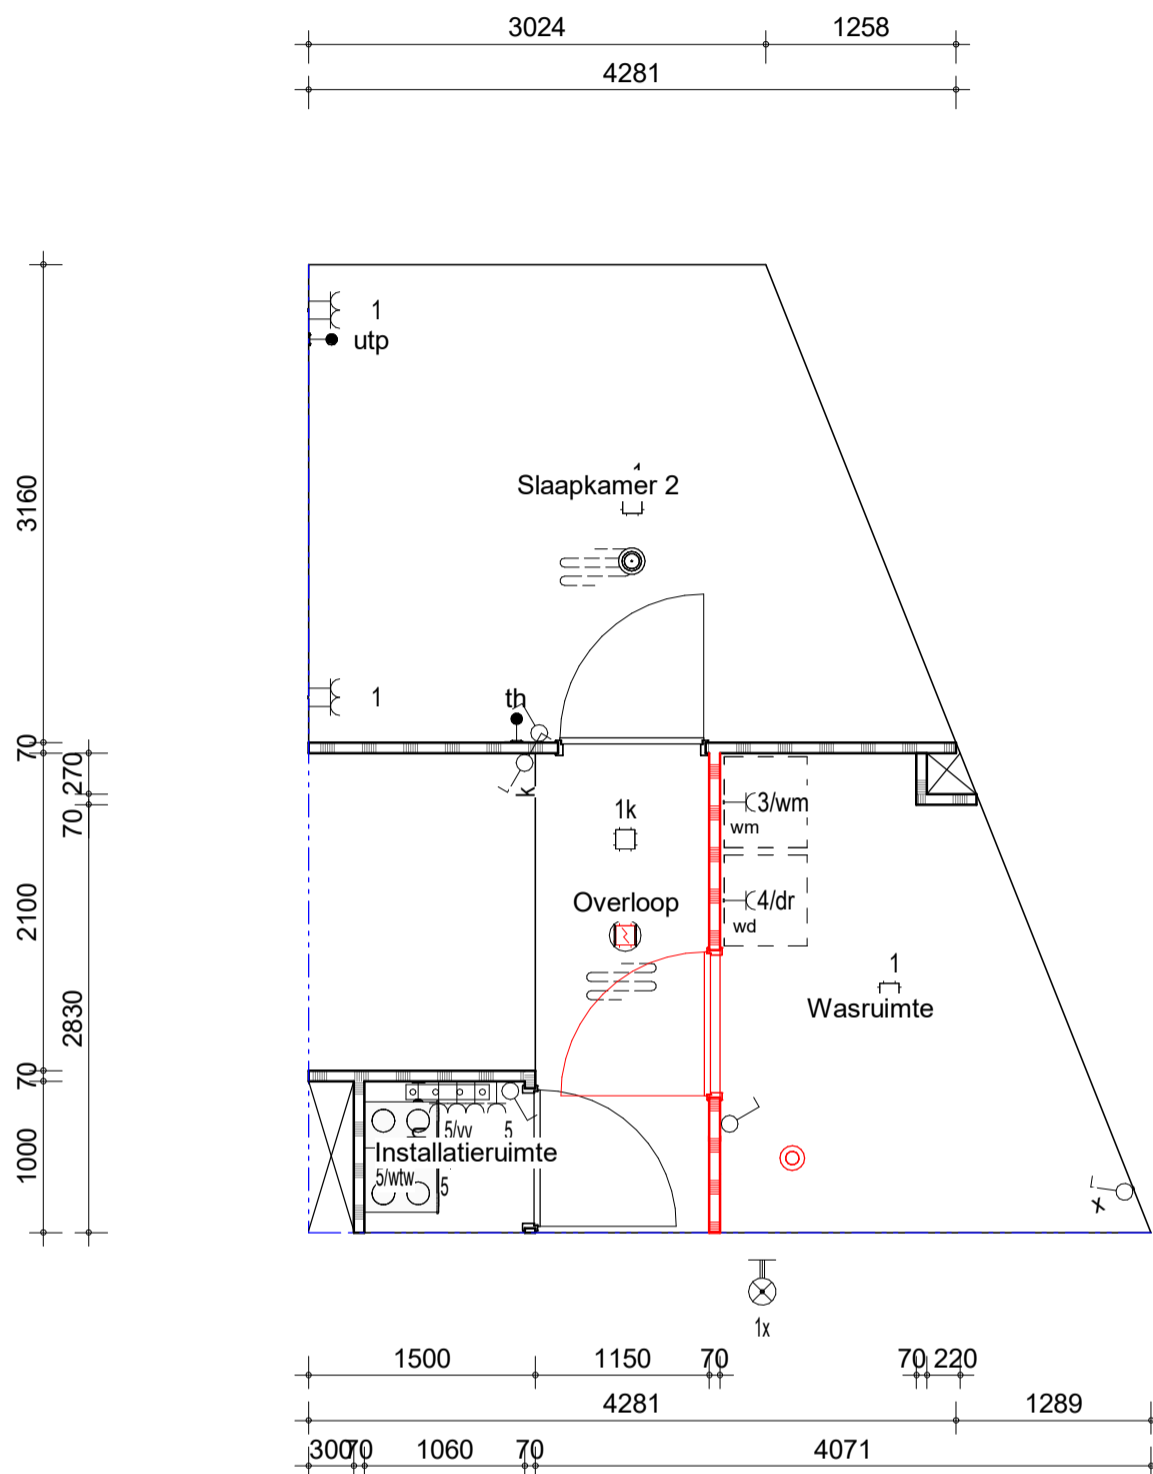 3024 1258
4281
1
utp
3160
1
Slaapkamer 2
1
th
70
270
k
70
1k
3/wm
wm
2100
Overloop
4/dr
wd
1
Wasruimte
2830
70
5/vv 5
1000
Installatieruimte
5/wtw 5
x
1x
1500 1150 70 70 220
4281 1289
300 70 1060 70 4071